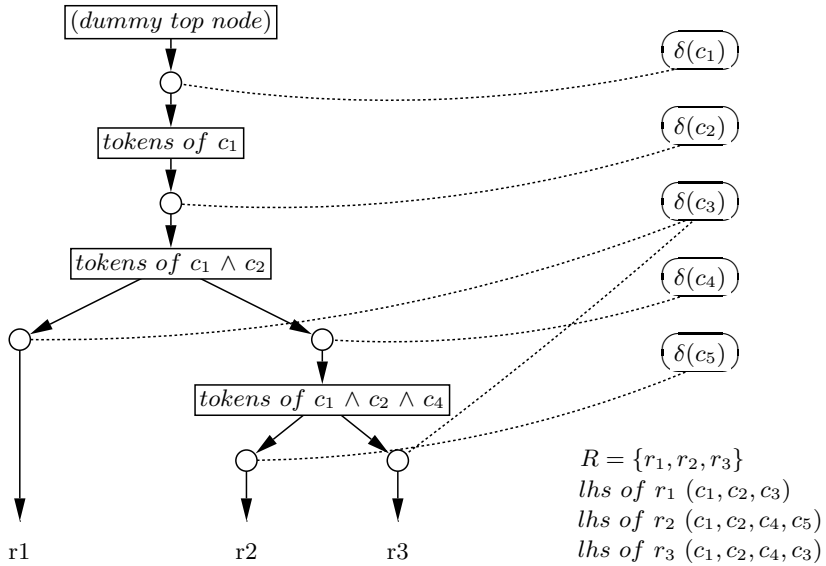 (dummy top node)
δ(c₁)
δ(c₂)
tokens of c₁
δ(c₃)
tokens of c₁ ∧ c₂
δ(c₄)
δ(c₅)
tokens of c₁ ∧ c₂ ∧ c₄
R = {r₁, r₂, r₃}
lhs of r₁ (c₁, c₂, c₃)
lhs of r₂ (c₁, c₂, c₄, c₅)
lhs of r₃ (c₁, c₂, c₄, c₃)
r1 r2 r3